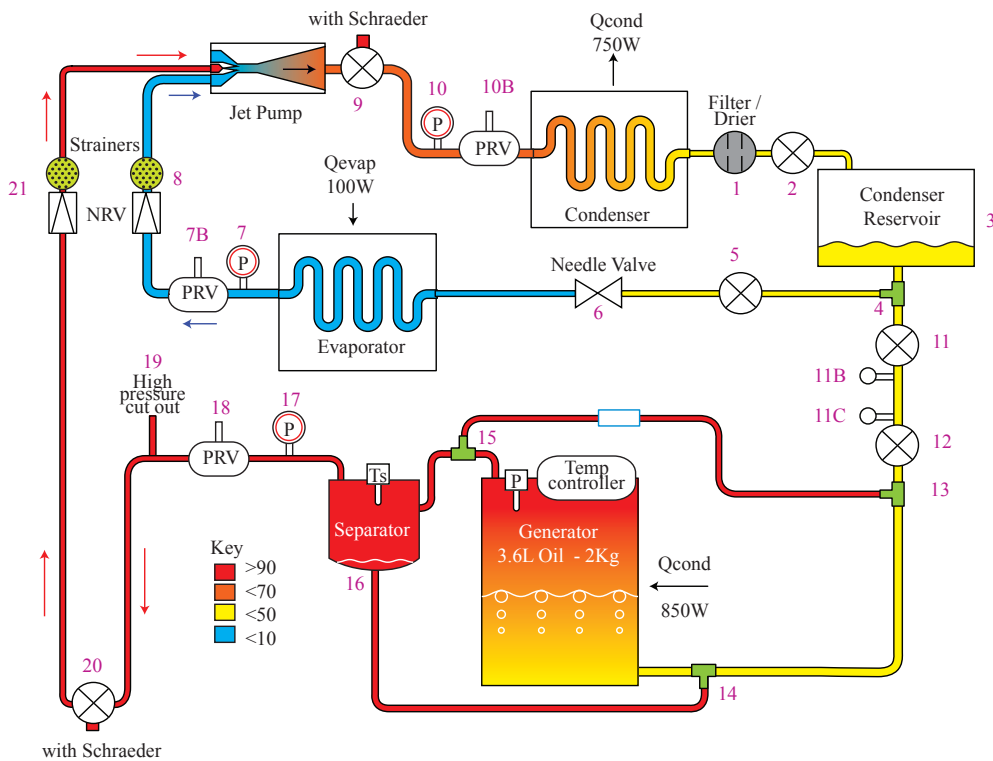 with Schraeder
Qcond
750W
Jet Pump
9
10
P
10B
PRV
Condenser
Filter /
Drier
1
2
Condenser
Reservoir
3
Strainers
21
8
NRV
7B
7
P
PRV
Qevap
100W
Evaporator
Needle Valve
6
5
4
11
11B
11C
12
13
19
High
pressure
cut out
18
PRV
17
P
15
Ts
Separator
16
P
Temp
controller
Generator
3.6L Oil - 2Kg
Qcond
850W
14
Key
>90
<70
<50
<10
20
with Schraeder